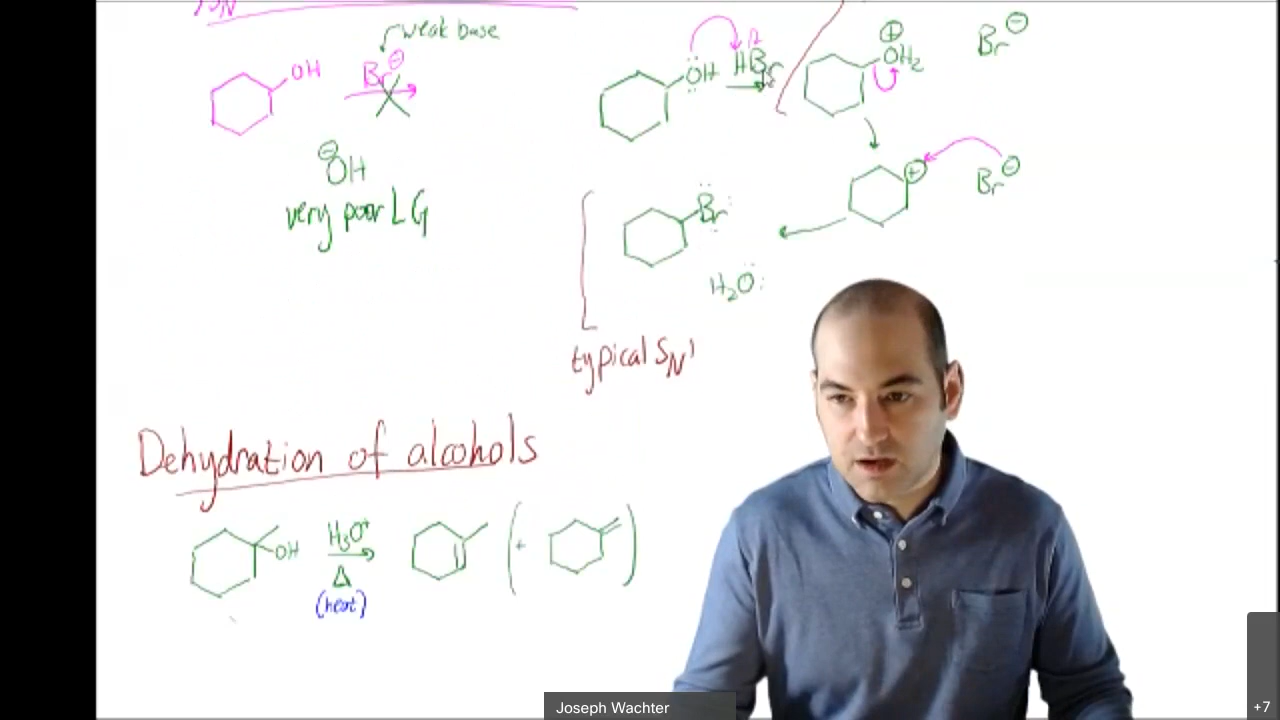 SN
weak base
OH
Br⊖
⊖OH
very poor LG
OH
HBr
⊕
OH2
Br⊖
⊕
Br⊖
Br
H2O:
typical SN1
Dehydration of alcohols
OH
H3O+
Δ
(heat)
+
Joseph Wachter
+7